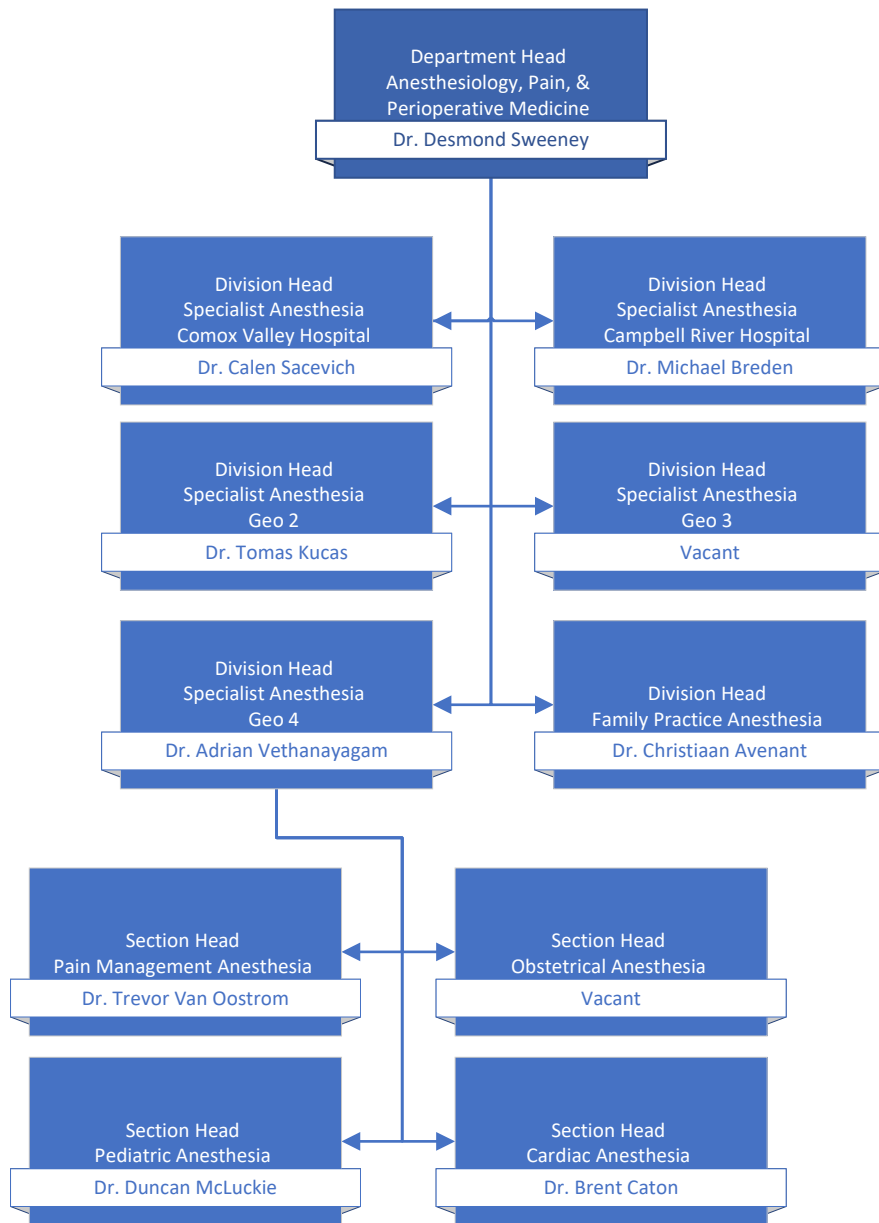 Department Head
Anesthesiology, Pain, &
Perioperative Medicine
Dr. Desmond Sweeney
Division Head
Specialist Anesthesia
Comox Valley Hospital
Dr. Calen Sacevich
Division Head
Specialist Anesthesia
Campbell River Hospital
Dr. Michael Breden
Division Head
Specialist Anesthesia
Geo 2
Dr. Tomas Kucas
Division Head
Specialist Anesthesia
Geo 3
Vacant
Division Head
Specialist Anesthesia
Geo 4
Dr. Adrian Vethanayagam
Division Head
Family Practice Anesthesia
Dr. Christiaan Avenant
Section Head
Pain Management Anesthesia
Dr. Trevor Van Oostrom
Section Head
Obstetrical Anesthesia
Vacant
Section Head
Pediatric Anesthesia
Dr. Duncan McLuckie
Section Head
Cardiac Anesthesia
Dr. Brent Caton